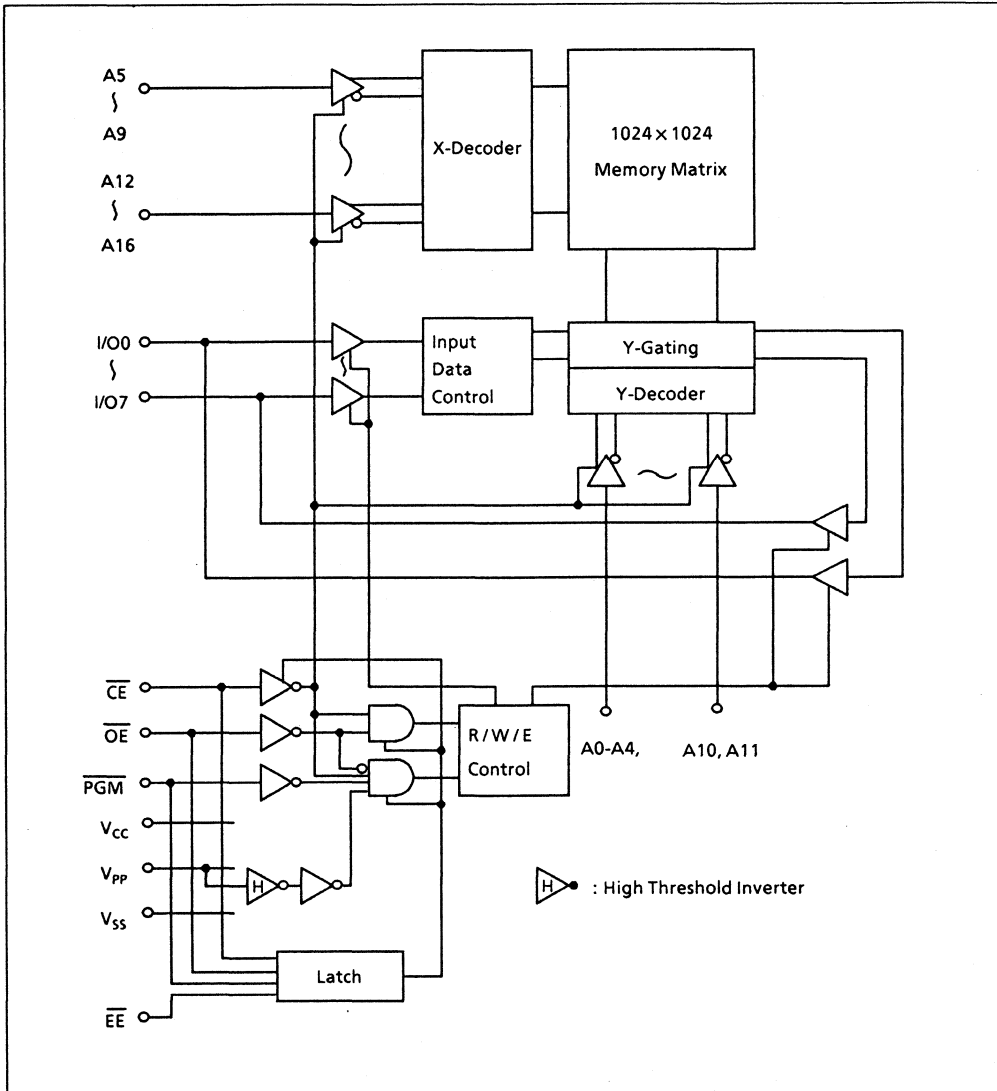 A5
A9
A12
A16
X-Decoder
1024 × 1024
Memory Matrix
I/O0
I/O7
Input
Data
Control
Y-Gating
Y-Decoder
CE
OE
PGM
VCC
VPP
VSS
EE
R / W / E
Control
A0-A4,
A10, A11
H
H : High Threshold Inverter
Latch